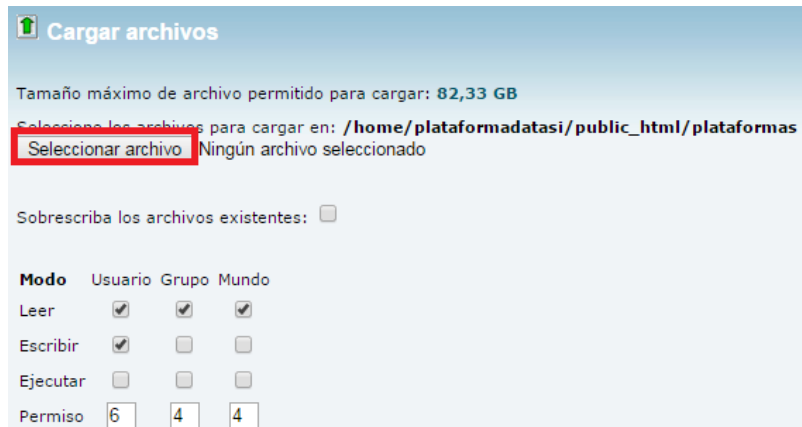 Cargar archivos
Tamaño máximo de archivo permitido para cargar: 82,33 GB
Seleccione los archivos para cargar en: /home/plataformadatasi/public_html/plataformas
Seleccionar archivo Ningún archivo seleccionado
Sobrescriba los archivos existentes:
Modo Usuario Grupo Mundo
Leer
Escribir
Ejecutar
Permiso 6 4 4